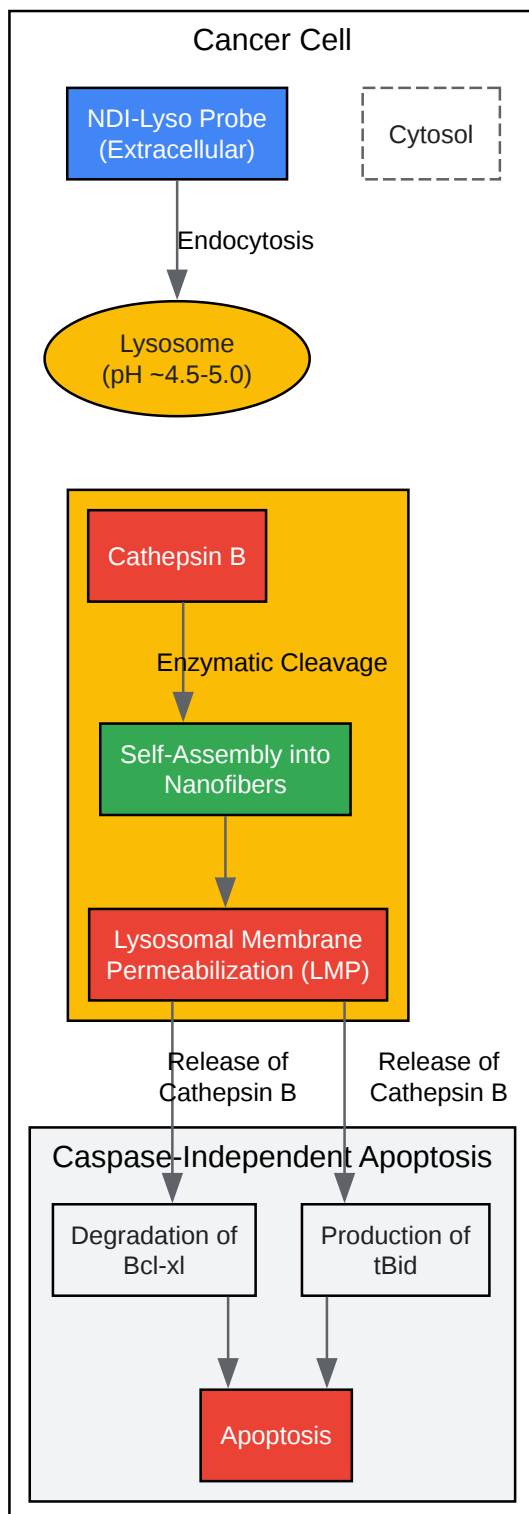 Cancer Cell
NDI-Lyso Probe
(Extracellular)
Cytosol
Endocytosis
Lysosome
(pH ~4.5-5.0)
Cathepsin B
Enzymatic Cleavage
Self-Assembly into
Nanofibers
Lysosomal Membrane
Permeabilization (LMP)
Release of
Cathepsin B
Release of
Cathepsin B
Caspase-Independent Apoptosis
Degradation of
Bcl-xl
Production of
tBid
Apoptosis